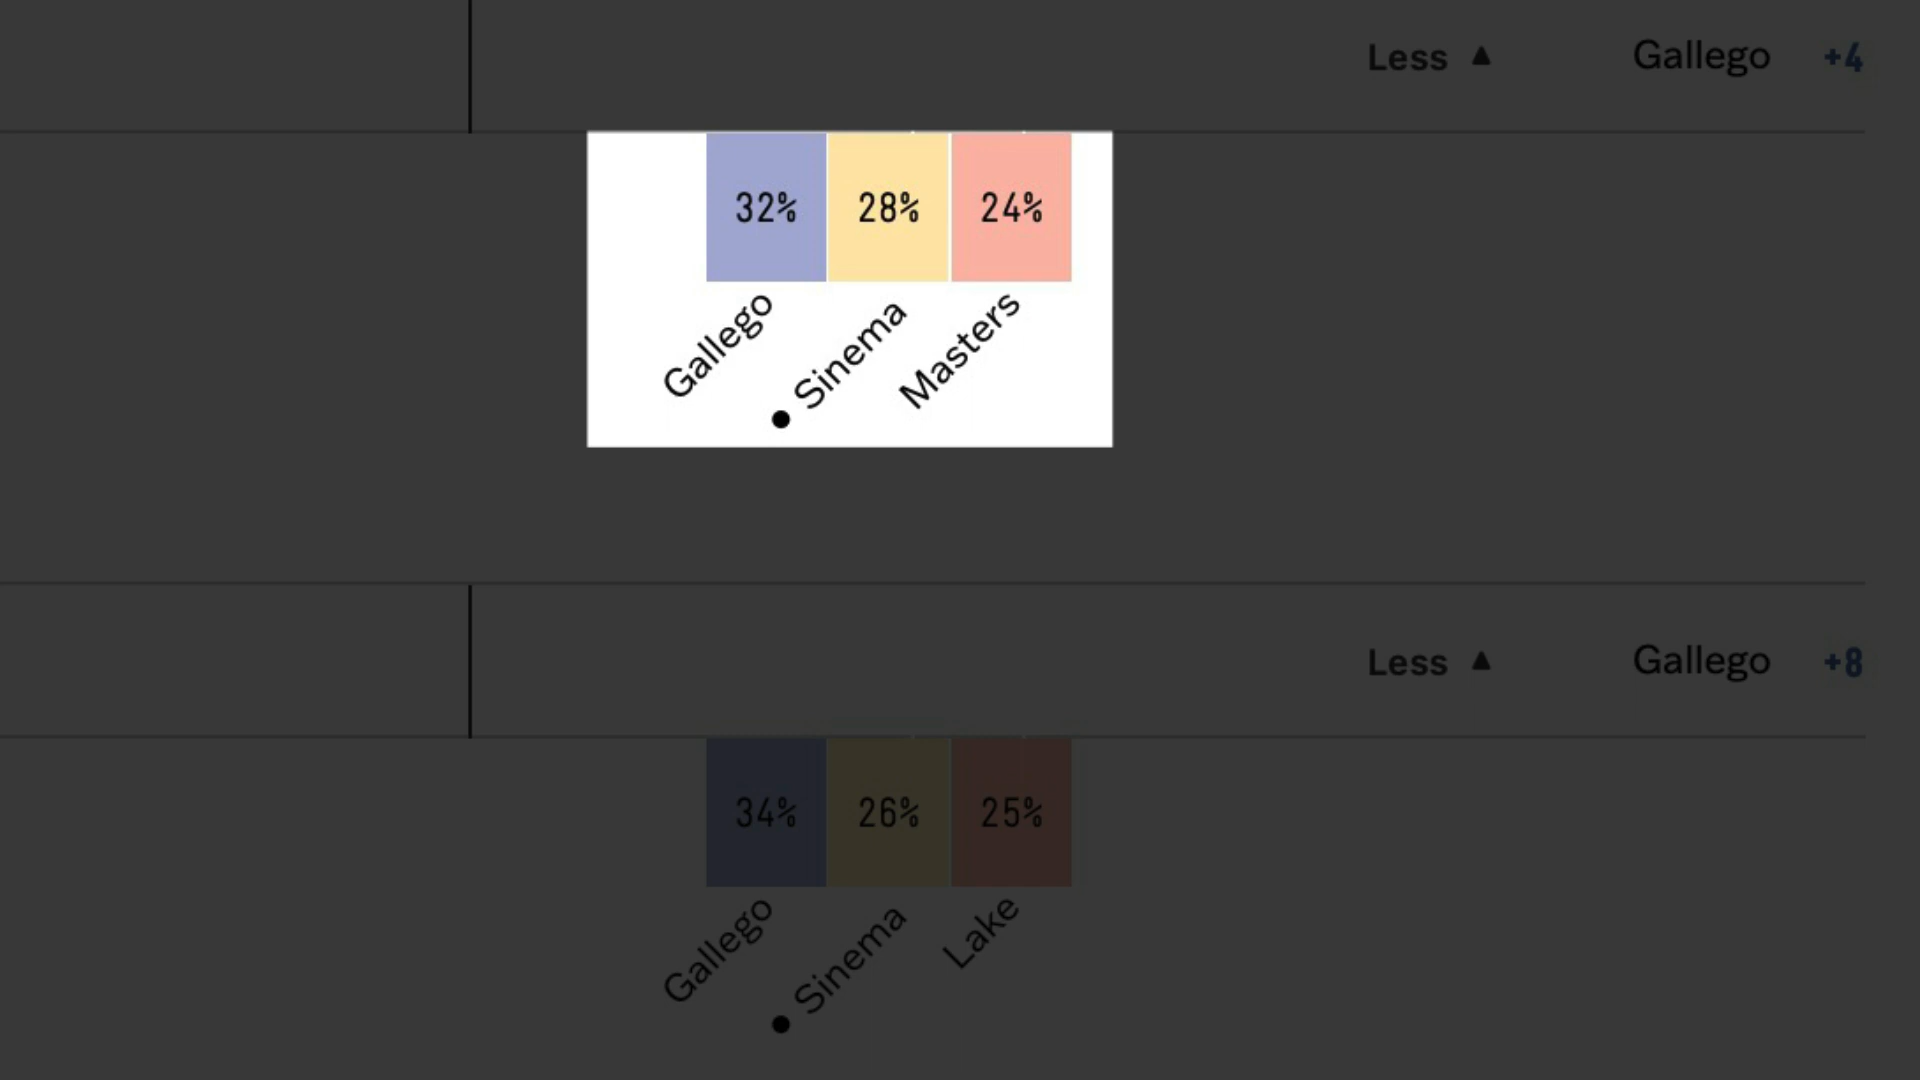 Less ▲ Gallego +4
32% 28% 24%
Gallego • Sinema Masters
Less ▲ Gallego +8
34% 26% 25%
Gallego • Sinema Lake